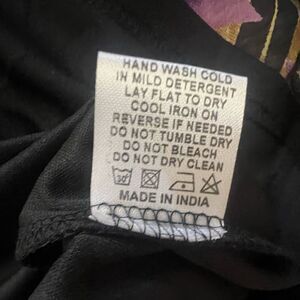 HAND WASH COLD
IN MILD DETERGENT
LAY FLAT TO DRY
COOL IRON ON
REVERSE IF NEEDED
DO NOT TUMBLE DRY
DO NOT BLEACH
DO NOT DRY CLEAN
30°
MADE IN INDIA